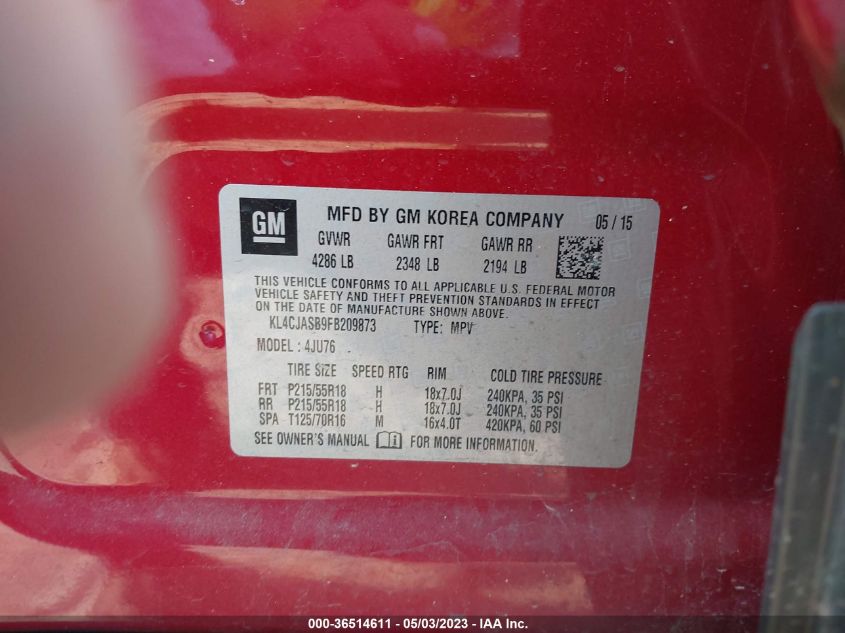 GM MFD BY GM KOREA COMPANY 05 / 15
GVWR GAWR FRT GAWR RR
4286 LB 2348 LB 2194 LB
THIS VEHICLE CONFORMS TO ALL APPLICABLE U.S. FEDERAL MOTOR
VEHICLE SAFETY AND THEFT PREVENTION STANDARDS IN EFFECT
ON THE DATE OF MANUFACTURE SHOWN ABOVE.
KL4CJASB9FB209873 TYPE: MPV
MODEL : 4JU76
TIRE SIZE SPEED RTG RIM COLD TIRE PRESSURE
FRT P215/55R18 H 18x7.0J 240KPA, 35 PSI
RR P215/55R18 H 18x7.0J 240KPA, 35 PSI
SPA T125/70R16 M 16x4.0T 420KPA, 60 PSI
SEE OWNER'S MANUAL FOR MORE INFORMATION.
000-36514611 - 05/03/2023 - IAA Inc.